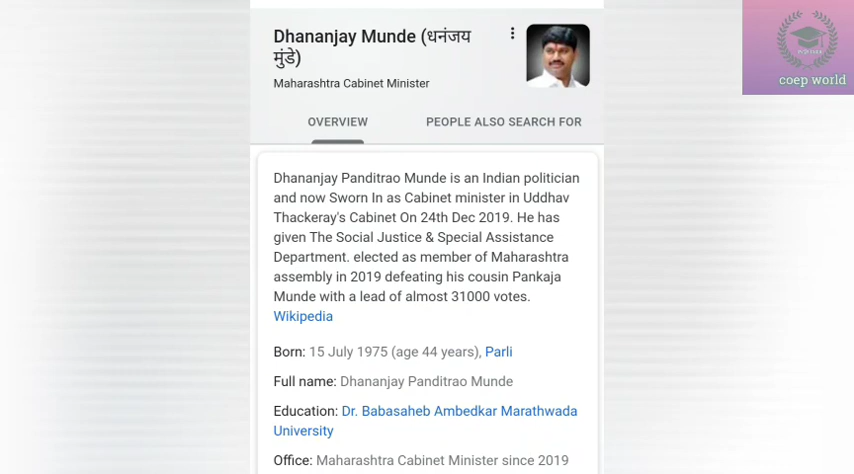 Dhananjay Munde (धनंजय
मुंडे)
Maharashtra Cabinet Minister
coep world
OVERVIEW
PEOPLE ALSO SEARCH FOR
Dhananjay Panditrao Munde is an Indian politician
and now Sworn In as Cabinet minister in Uddhav
Thackeray's Cabinet On 24th Dec 2019. He has
given The Social Justice & Special Assistance
Department. elected as member of Maharashtra
assembly in 2019 defeating his cousin Pankaja
Munde with a lead of almost 31000 votes.
Wikipedia
Born: 15 July 1975 (age 44 years), Parli
Full name: Dhananjay Panditrao Munde
Education: Dr. Babasaheb Ambedkar Marathwada
University
Office: Maharashtra Cabinet Minister since 2019